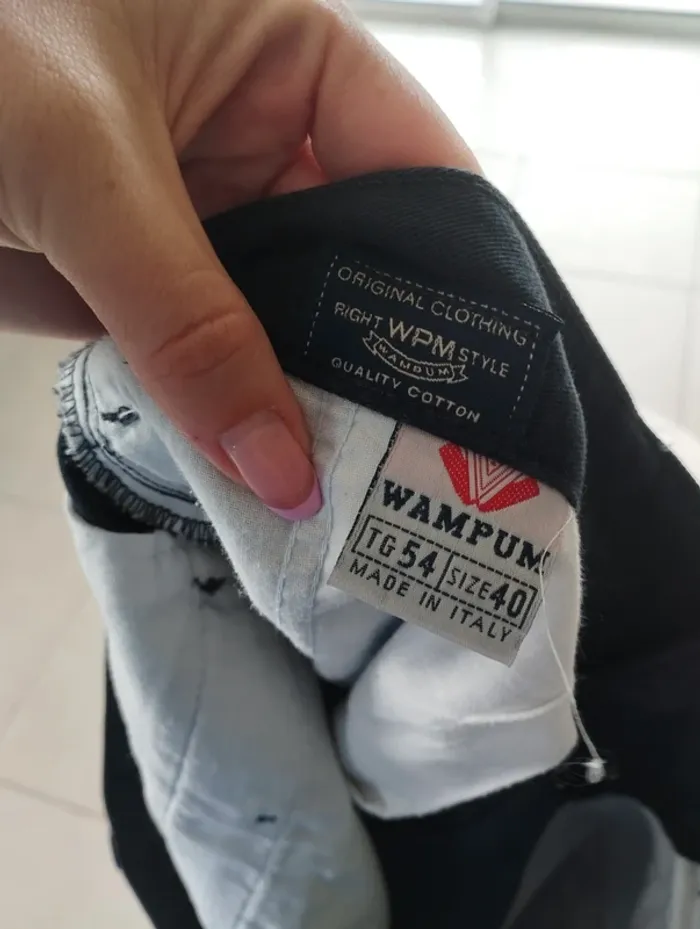 ORIGINAL CLOTHING
RIGHT WPM STYLE
WAMPUM
QUALITY COTTON
WAMPUM
TG 54 SIZE 40
MADE IN ITALY